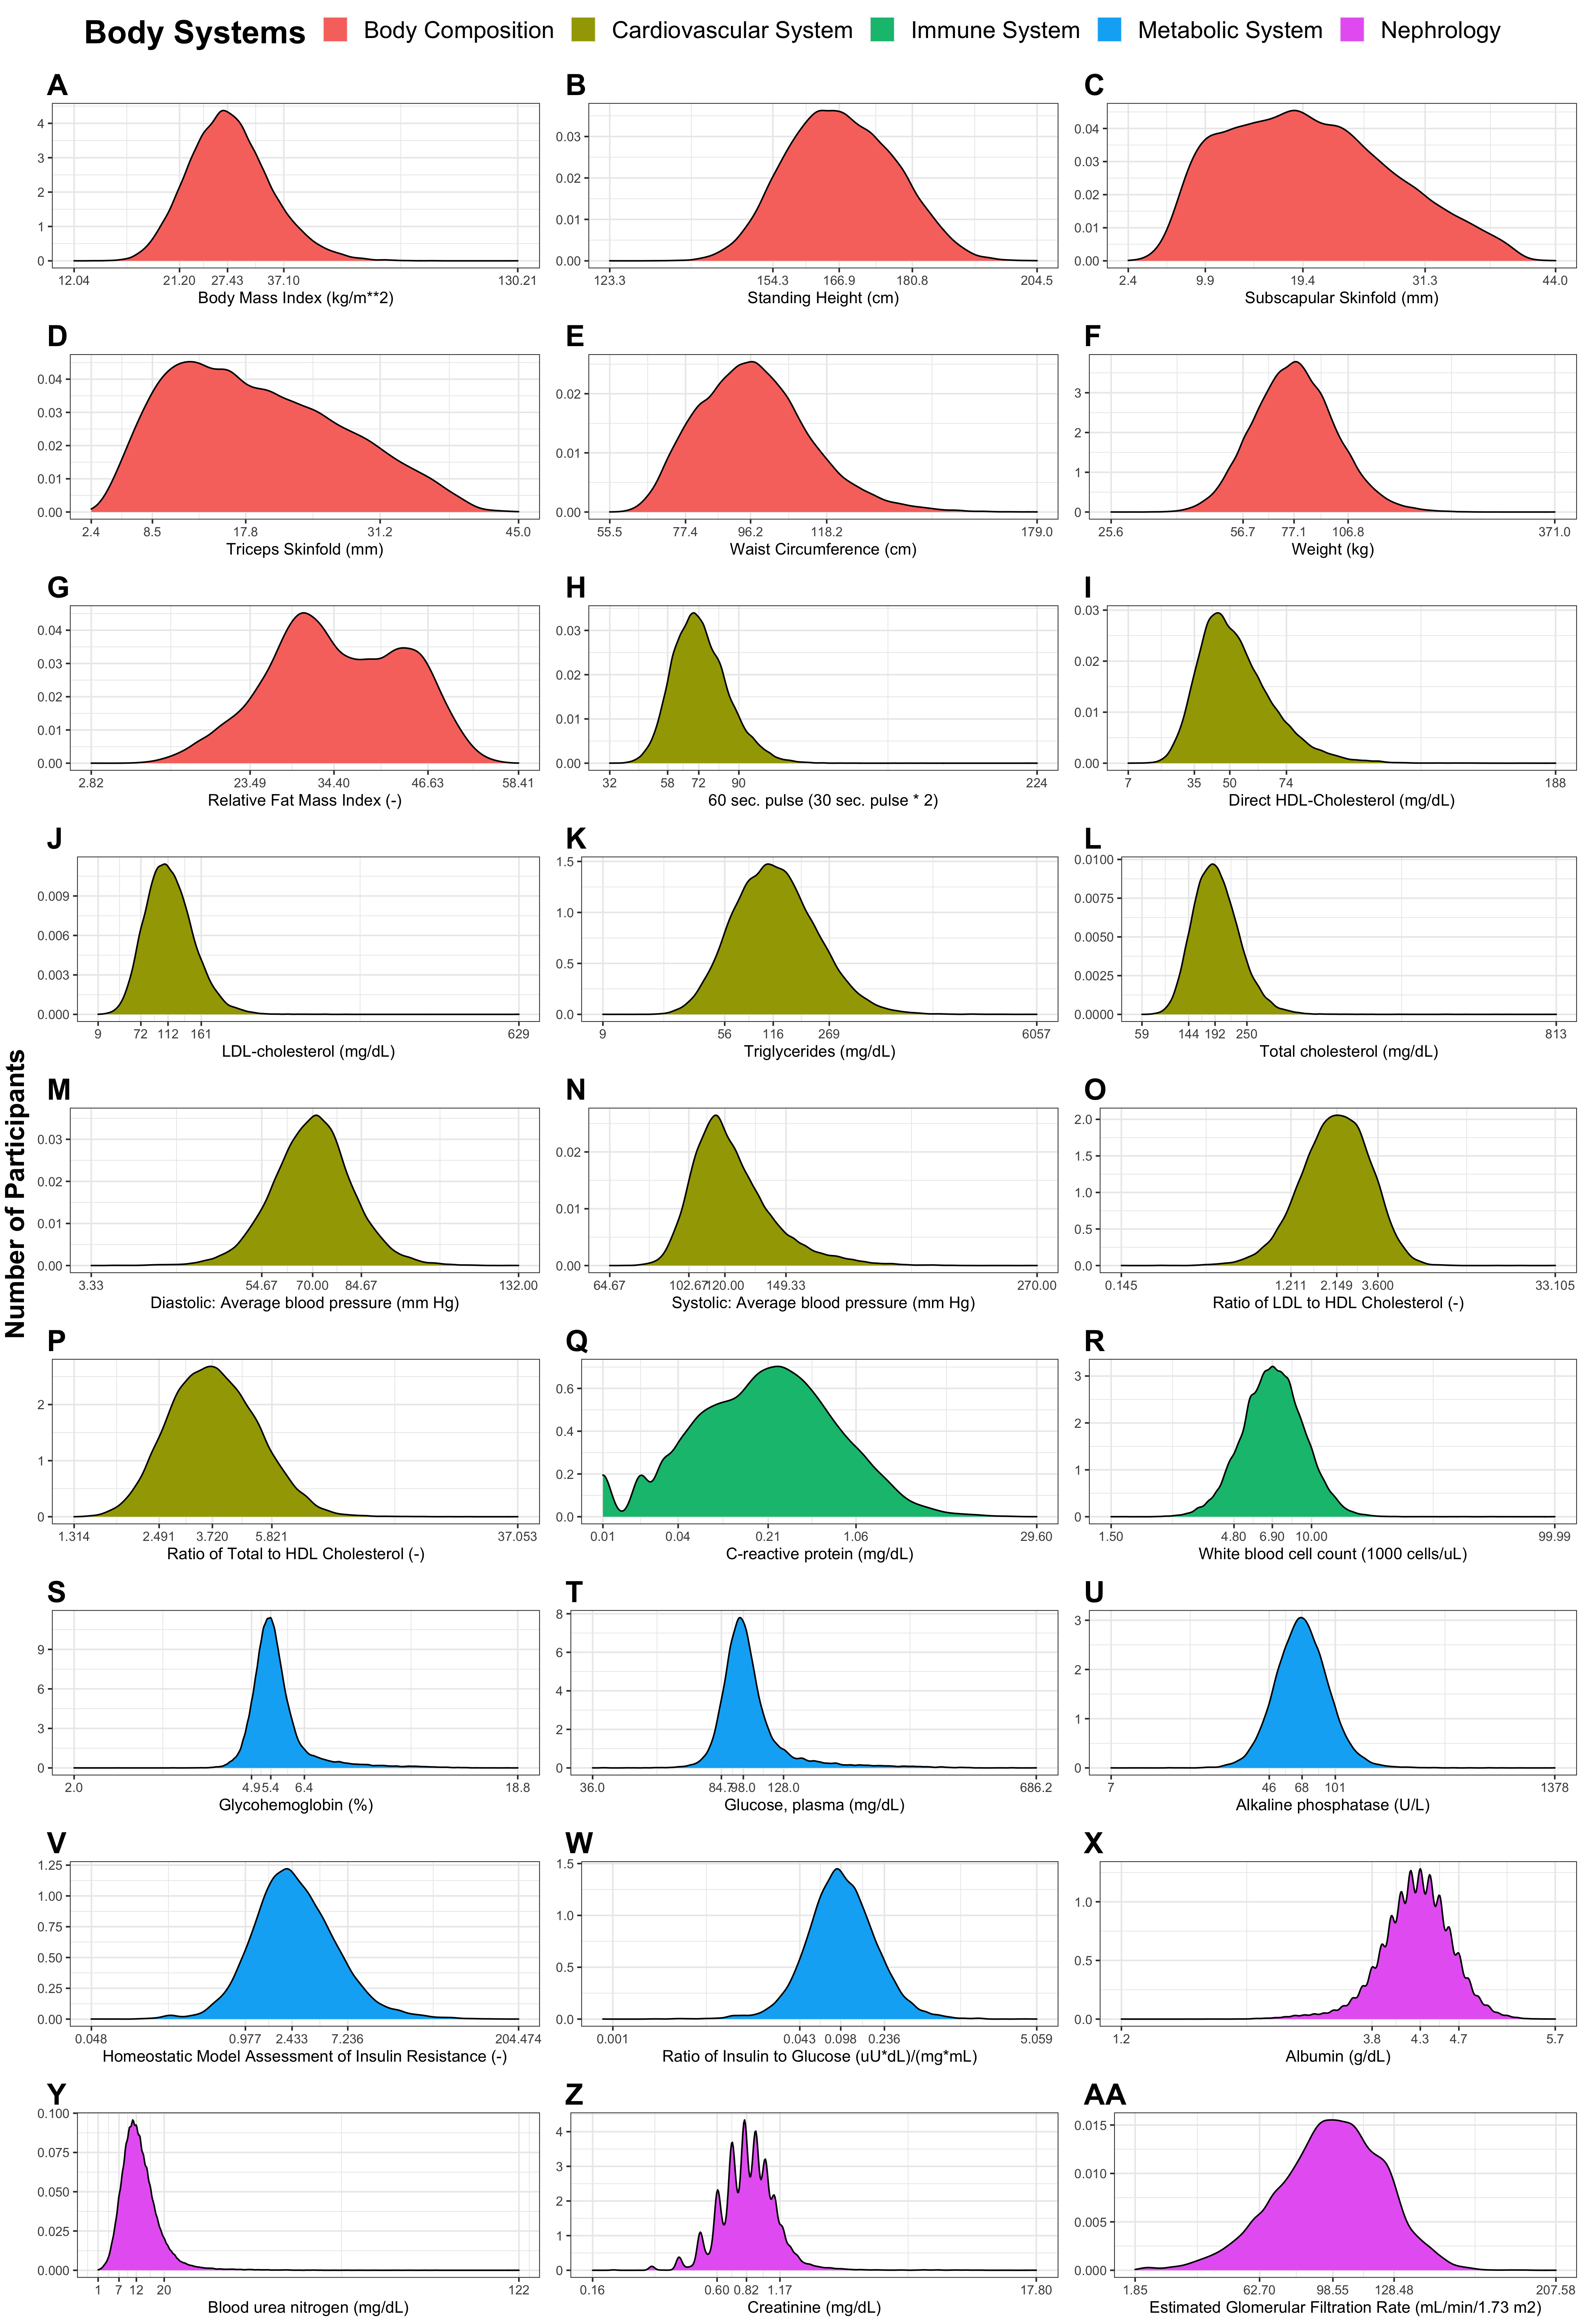 Body Systems Body Composition Cardiovascular System Immune System Metabolic System Nephrology
Number of Participants
A
4
3
2
1
0
12.04 21.20 27.43 37.10 130.21
Body Mass Index (kg/m**2)
B
0.03
0.02
0.01
0.00
123.3 154.3 166.9 180.8 204.5
Standing Height (cm)
C
0.04
0.03
0.02
0.01
0.00
2.4 9.9 19.4 31.3 44.0
Subscapular Skinfold (mm)
D
0.04
0.03
0.02
0.01
0.00
2.4 8.5 17.8 31.2 45.0
Triceps Skinfold (mm)
E
0.02
0.01
0.00
55.5 77.4 96.2 118.2 179.0
Waist Circumference (cm)
F
3
2
1
0
25.6 56.7 77.1 106.8 371.0
Weight (kg)
G
0.04
0.03
0.02
0.01
0.00
2.82 23.49 34.40 46.63 58.41
Relative Fat Mass Index (-)
H
0.03
0.02
0.01
0.00
32 58 72 90 224
60 sec. pulse (30 sec. pulse * 2)
I
0.03
0.02
0.01
0.00
7 35 50 74 188
Direct HDL-Cholesterol (mg/dL)
J
0.009
0.006
0.003
0.000
9 72 112 161 629
LDL-cholesterol (mg/dL)
K
1.5
1.0
0.5
0.0
9 56 116 269 6057
Triglycerides (mg/dL)
L
0.0100
0.0075
0.0050
0.0025
0.0000
59 144 192 250 813
Total cholesterol (mg/dL)
M
0.03
0.02
0.01
0.00
3.33 54.67 70.00 84.67 132.00
Diastolic: Average blood pressure (mm Hg)
N
0.02
0.01
0.00
64.67 102.67 120.00 149.33 270.00
Systolic: Average blood pressure (mm Hg)
O
2.0
1.5
1.0
0.5
0.0
0.145 1.211 2.149 3.600 33.105
Ratio of LDL to HDL Cholesterol (-)
P
2
1
0
1.314 2.491 3.720 5.821 37.053
Ratio of Total to HDL Cholesterol (-)
Q
0.6
0.4
0.2
0.0
0.01 0.04 0.21 1.06 29.60
C-reactive protein (mg/dL)
R
3
2
1
0
1.50 4.80 6.90 10.00 99.99
White blood cell count (1000 cells/uL)
S
9
6
3
0
2.0 4.9 5.4 6.4 18.8
Glycohemoglobin (%)
T
8
6
4
2
0
36.0 84.7 98.0 128.0 686.2
Glucose, plasma (mg/dL)
U
3
2
1
0
7 46 68 101 1378
Alkaline phosphatase (U/L)
V
1.25
1.00
0.75
0.50
0.25
0.00
0.048 0.977 2.433 7.236 204.474
Homeostatic Model Assessment of Insulin Resistance (-)
W
1.5
1.0
0.5
0.0
0.001 0.043 0.098 0.236 5.059
Ratio of Insulin to Glucose (uU*dL)/(mg*mL)
X
1.0
0.5
0.0
1.2 3.8 4.3 4.7 5.7
Albumin (g/dL)
Y
0.100
0.075
0.050
0.025
0.000
1 7 12 20 122
Blood urea nitrogen (mg/dL)
Z
4
3
2
1
0
0.16 0.60 0.82 1.17 17.80
Creatinine (mg/dL)
AA
0.015
0.010
0.005
0.000
1.85 62.70 98.55 128.48 207.58
Estimated Glomerular Filtration Rate (mL/min/1.73 m2)